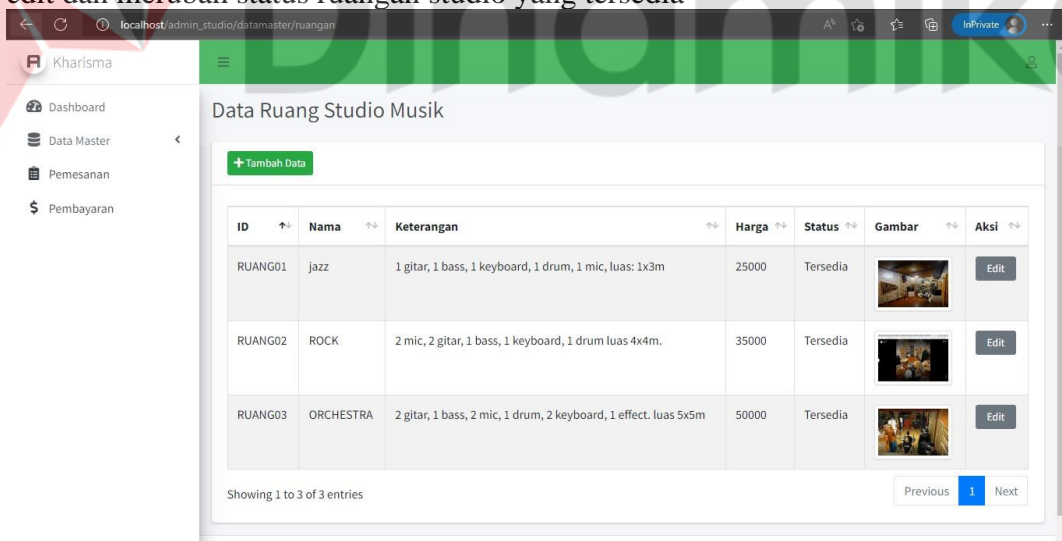 edit dan merubah status ruangan studio yang tersedia
localhost/admin_studio/datamaster/ruangan
InPrivate
Dinamika
Kharisma
Dashboard
Data Master
Pemesanan
Pembayaran
Data Ruang Studio Musik
+ Tambah Data
ID Nama Keterangan Harga Status Gambar Aksi
RUANG01 jazz 1 gitar, 1 bass, 1 keyboard, 1 drum, 1 mic, luas: 1x3m 25000 Tersedia Edit
RUANG02 ROCK 2 mic, 2 gitar, 1 bass, 1 keyboard, 1 drum luas 4x4m. 35000 Tersedia Edit
RUANG03 ORCHESTRA 2 gitar, 1 bass, 2 mic, 1 drum, 2 keyboard, 1 effect. luas 5x5m 50000 Tersedia Edit
Showing 1 to 3 of 3 entries
Previous 1 Next